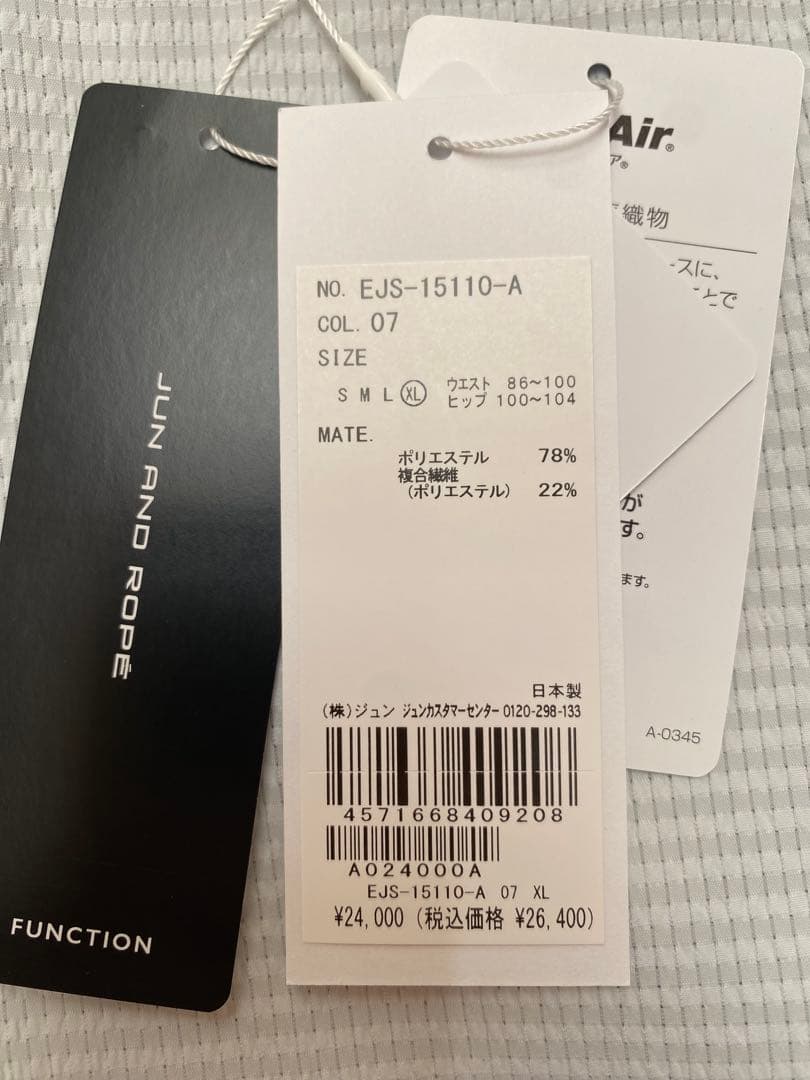 JUN AND ROPÉ
FUNCTION
NO. EJS-15110-A
COL. 07
SIZE
S M L XL ウエスト 86~100
ヒップ 100~104
MATE.
ポリエステル 78%
複合繊維
(ポリエステル) 22%
日本製
(株)ジュン ジュンカスタマーセンター 0120-298-133
4571668409208
A024000A
EJS-15110-A 07 XL
¥24,000 (税込価格 ¥26,400)
Air®
ア®
織物
ースに、
ことで
が
す。
ます。
A-0345